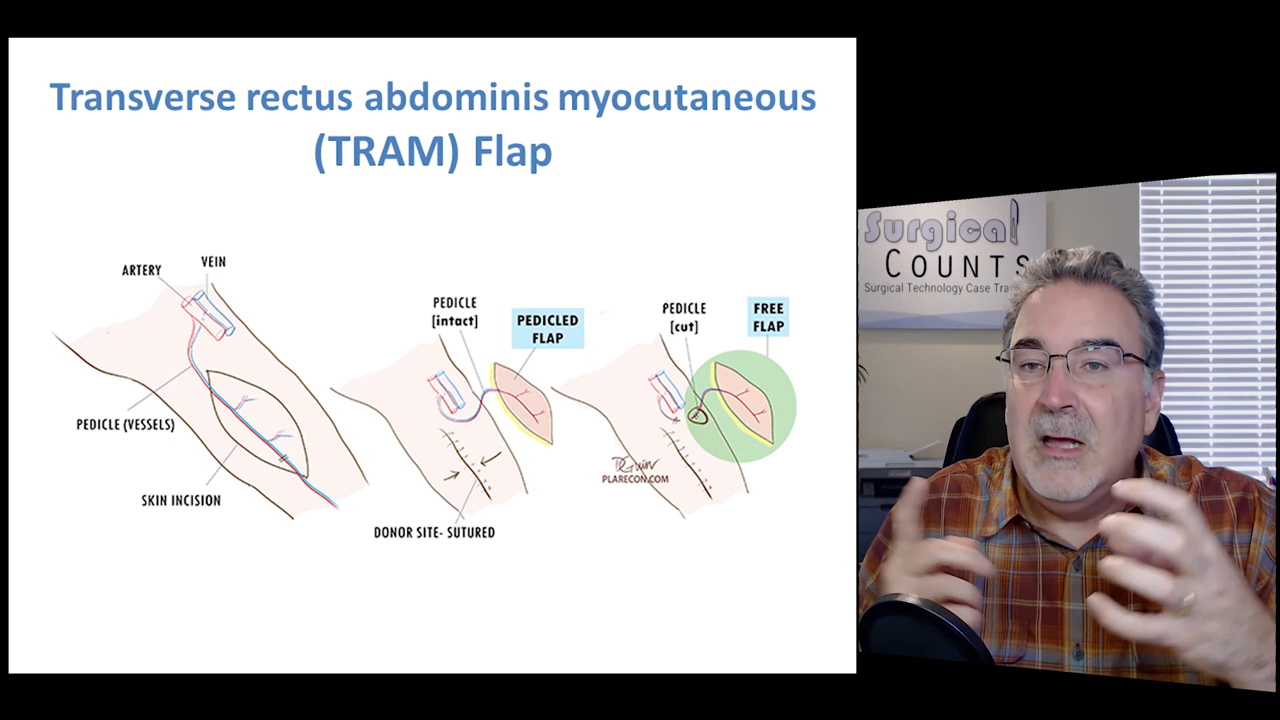 Transverse rectus abdominis myocutaneous
(TRAM) Flap
ARTERY
VEIN
PEDICLE (VESSELS)
SKIN INCISION
PEDICLE
[intact]
PEDICLED
FLAP
DONOR SITE- SUTURED
PEDICLE
[cut]
FREE
FLAP
PLARECON.COM
Surgical
COUNTS
Surgical Technology Case